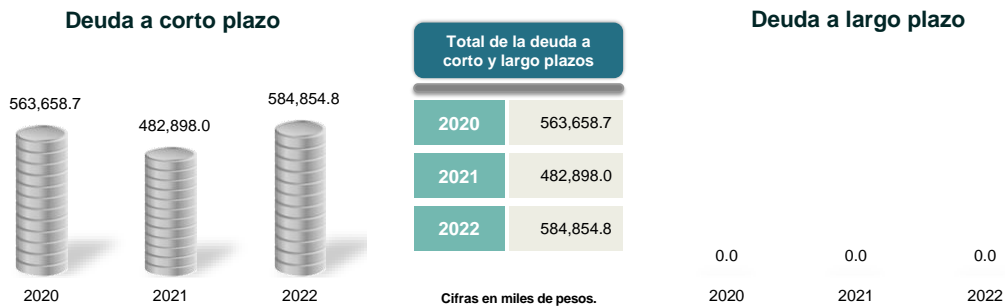 Deuda a corto plazo
563,658.7
482,898.0
584,854.8
2020
2021
2022
Total de la deuda a
corto y largo plazos
2020 563,658.7
2021 482,898.0
2022 584,854.8
Cifras en miles de pesos.
Deuda a largo plazo
0.0 0.0 0.0
2020 2021 2022